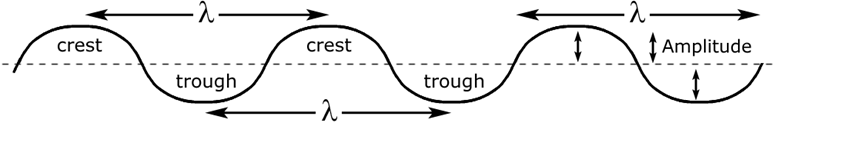 λ λ
crest crest Amplitude
trough trough
λ